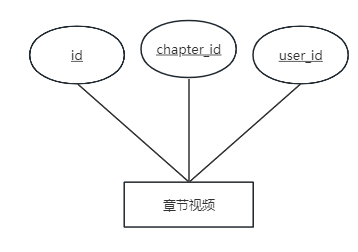 id
chapter_id
user_id
章节视频